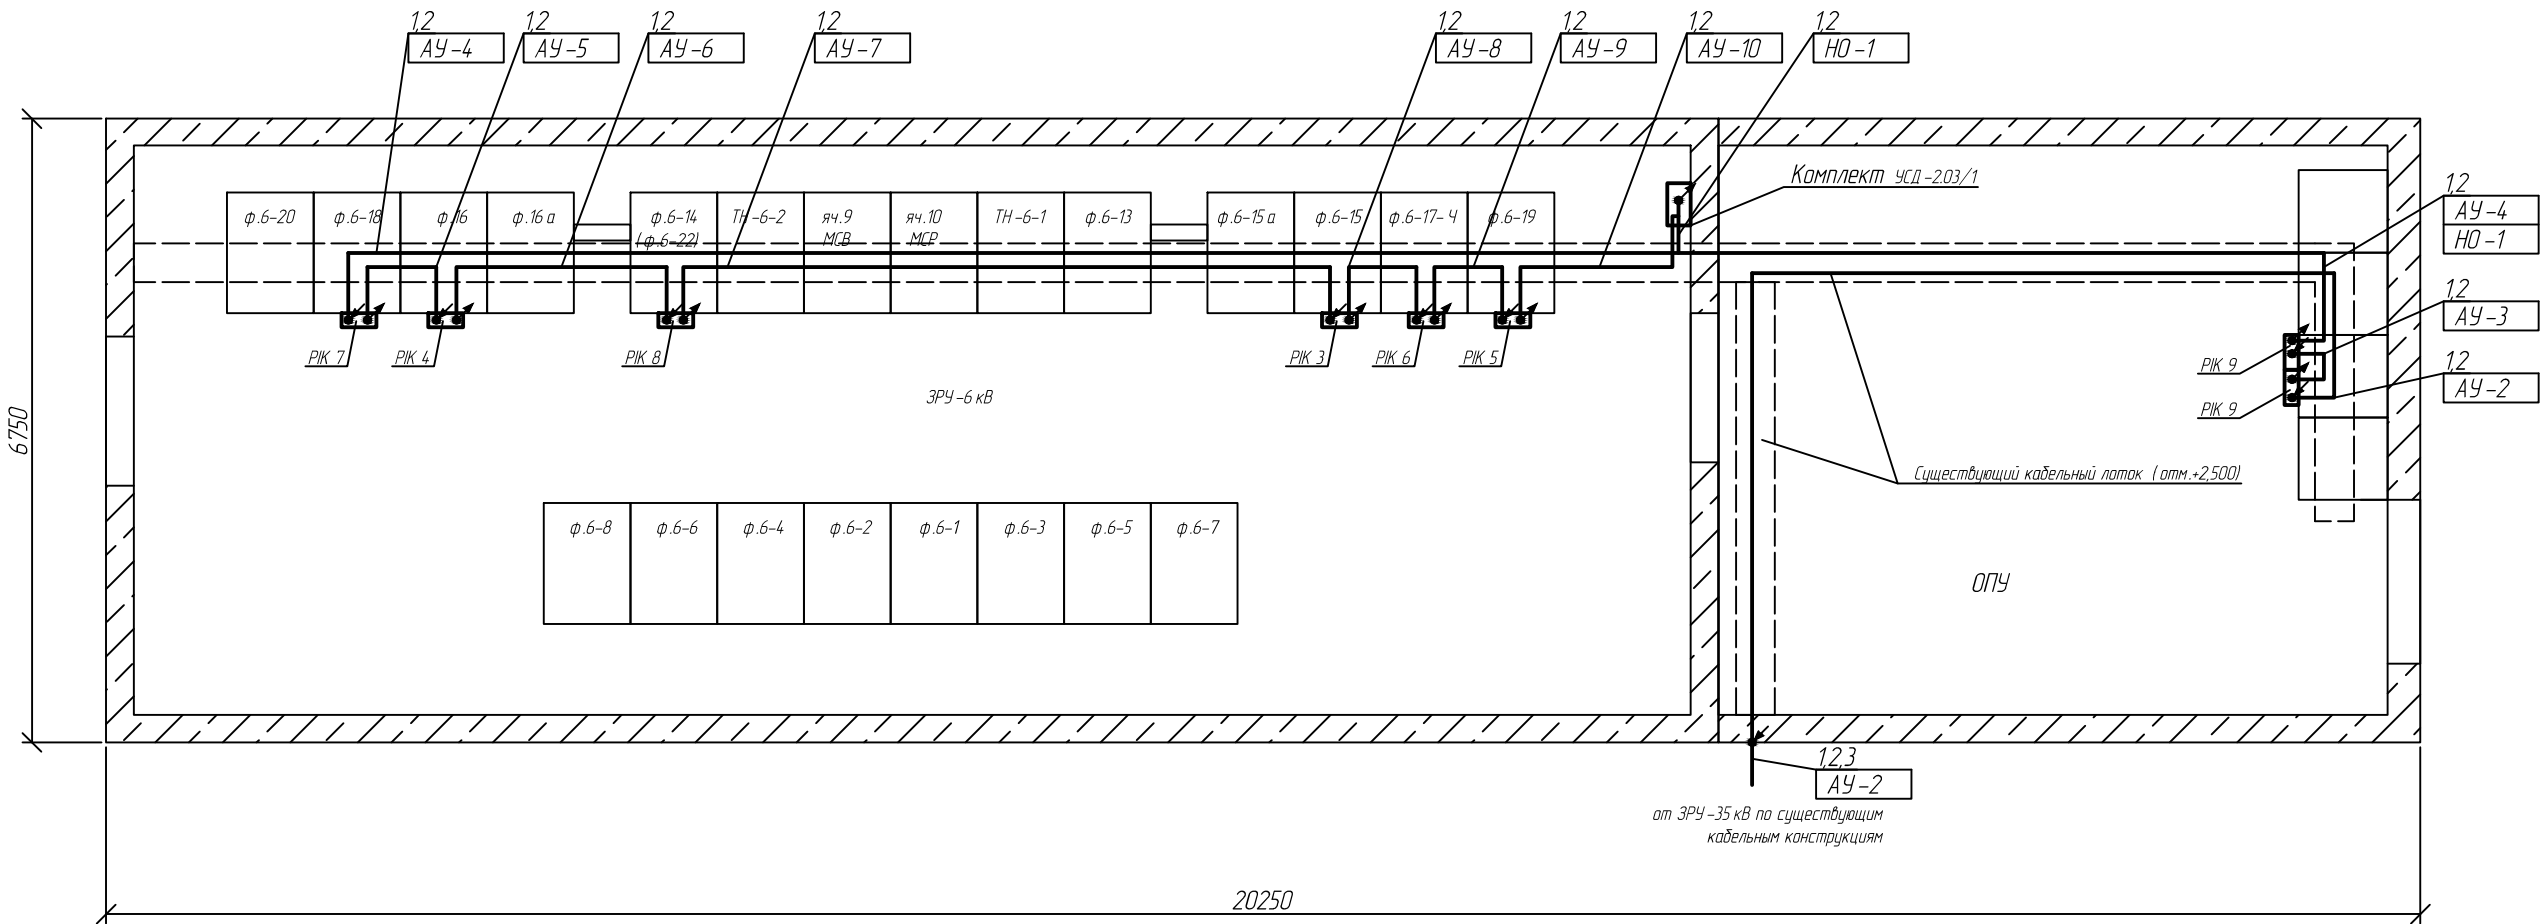 1,2
АУ-4
1,2
АУ-5
1,2
АУ-6
1,2
АУ-7
1,2
АУ-8
1,2
АУ-9
1,2
АУ-10
1,2
НО-1
Комплект УСД-2.03/1
1,2
АУ-4
НО-1
ф.6-20
ф.6-18
ф.16
ф.16а
ф.6-14
(ф.6-22)
ТН-6-2
яч.9
МСВ
яч.10
МСР
ТН-6-1
ф.6-13
ф.6-15а
ф.6-15
ф.6-17-Ч
ф.6-19
1,2
АУ-3
РІК 7
РІК 4
РІК 8
РІК 3
РІК 6
РІК 5
РІК 9
1,2
АУ-2
РІК 9
ЗРУ-6 кВ
6750
Существующий кабельный лоток (отм.+2,500)
ф.6-8
ф.6-6
ф.6-4
ф.6-2
ф.6-1
ф.6-3
ф.6-5
ф.6-7
ОПУ
1,2,3
АУ-2
от ЗРУ-35 кВ по существующим
кабельным конструкциям
20250